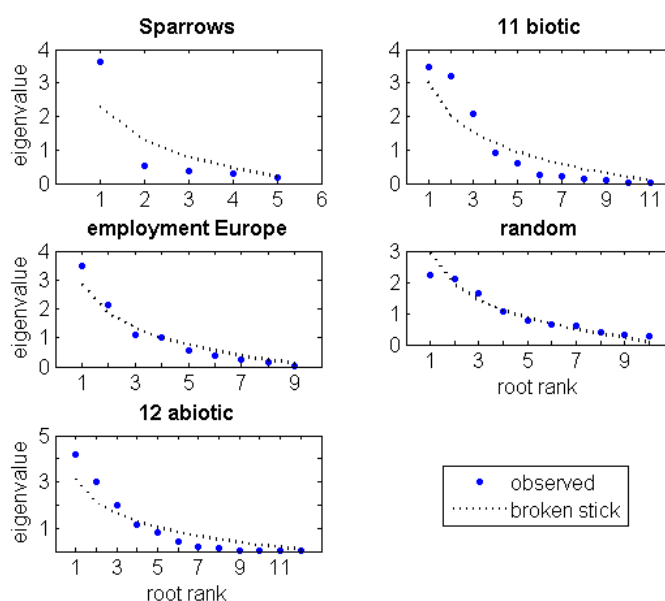 Sparrows
4
3
2
1
0
eigenvalue
1 2 3 4 5 6
11 biotic
4
3
2
1
0
1 3 5 7 9 11
employment Europe
4
3
2
1
0
eigenvalue
1 3 5 7 9
random
3
2
1
0
1 3 5 7 9
root rank
12 abiotic
5
3
1
eigenvalue
1 3 5 7 9 11
root rank
observed
broken stick